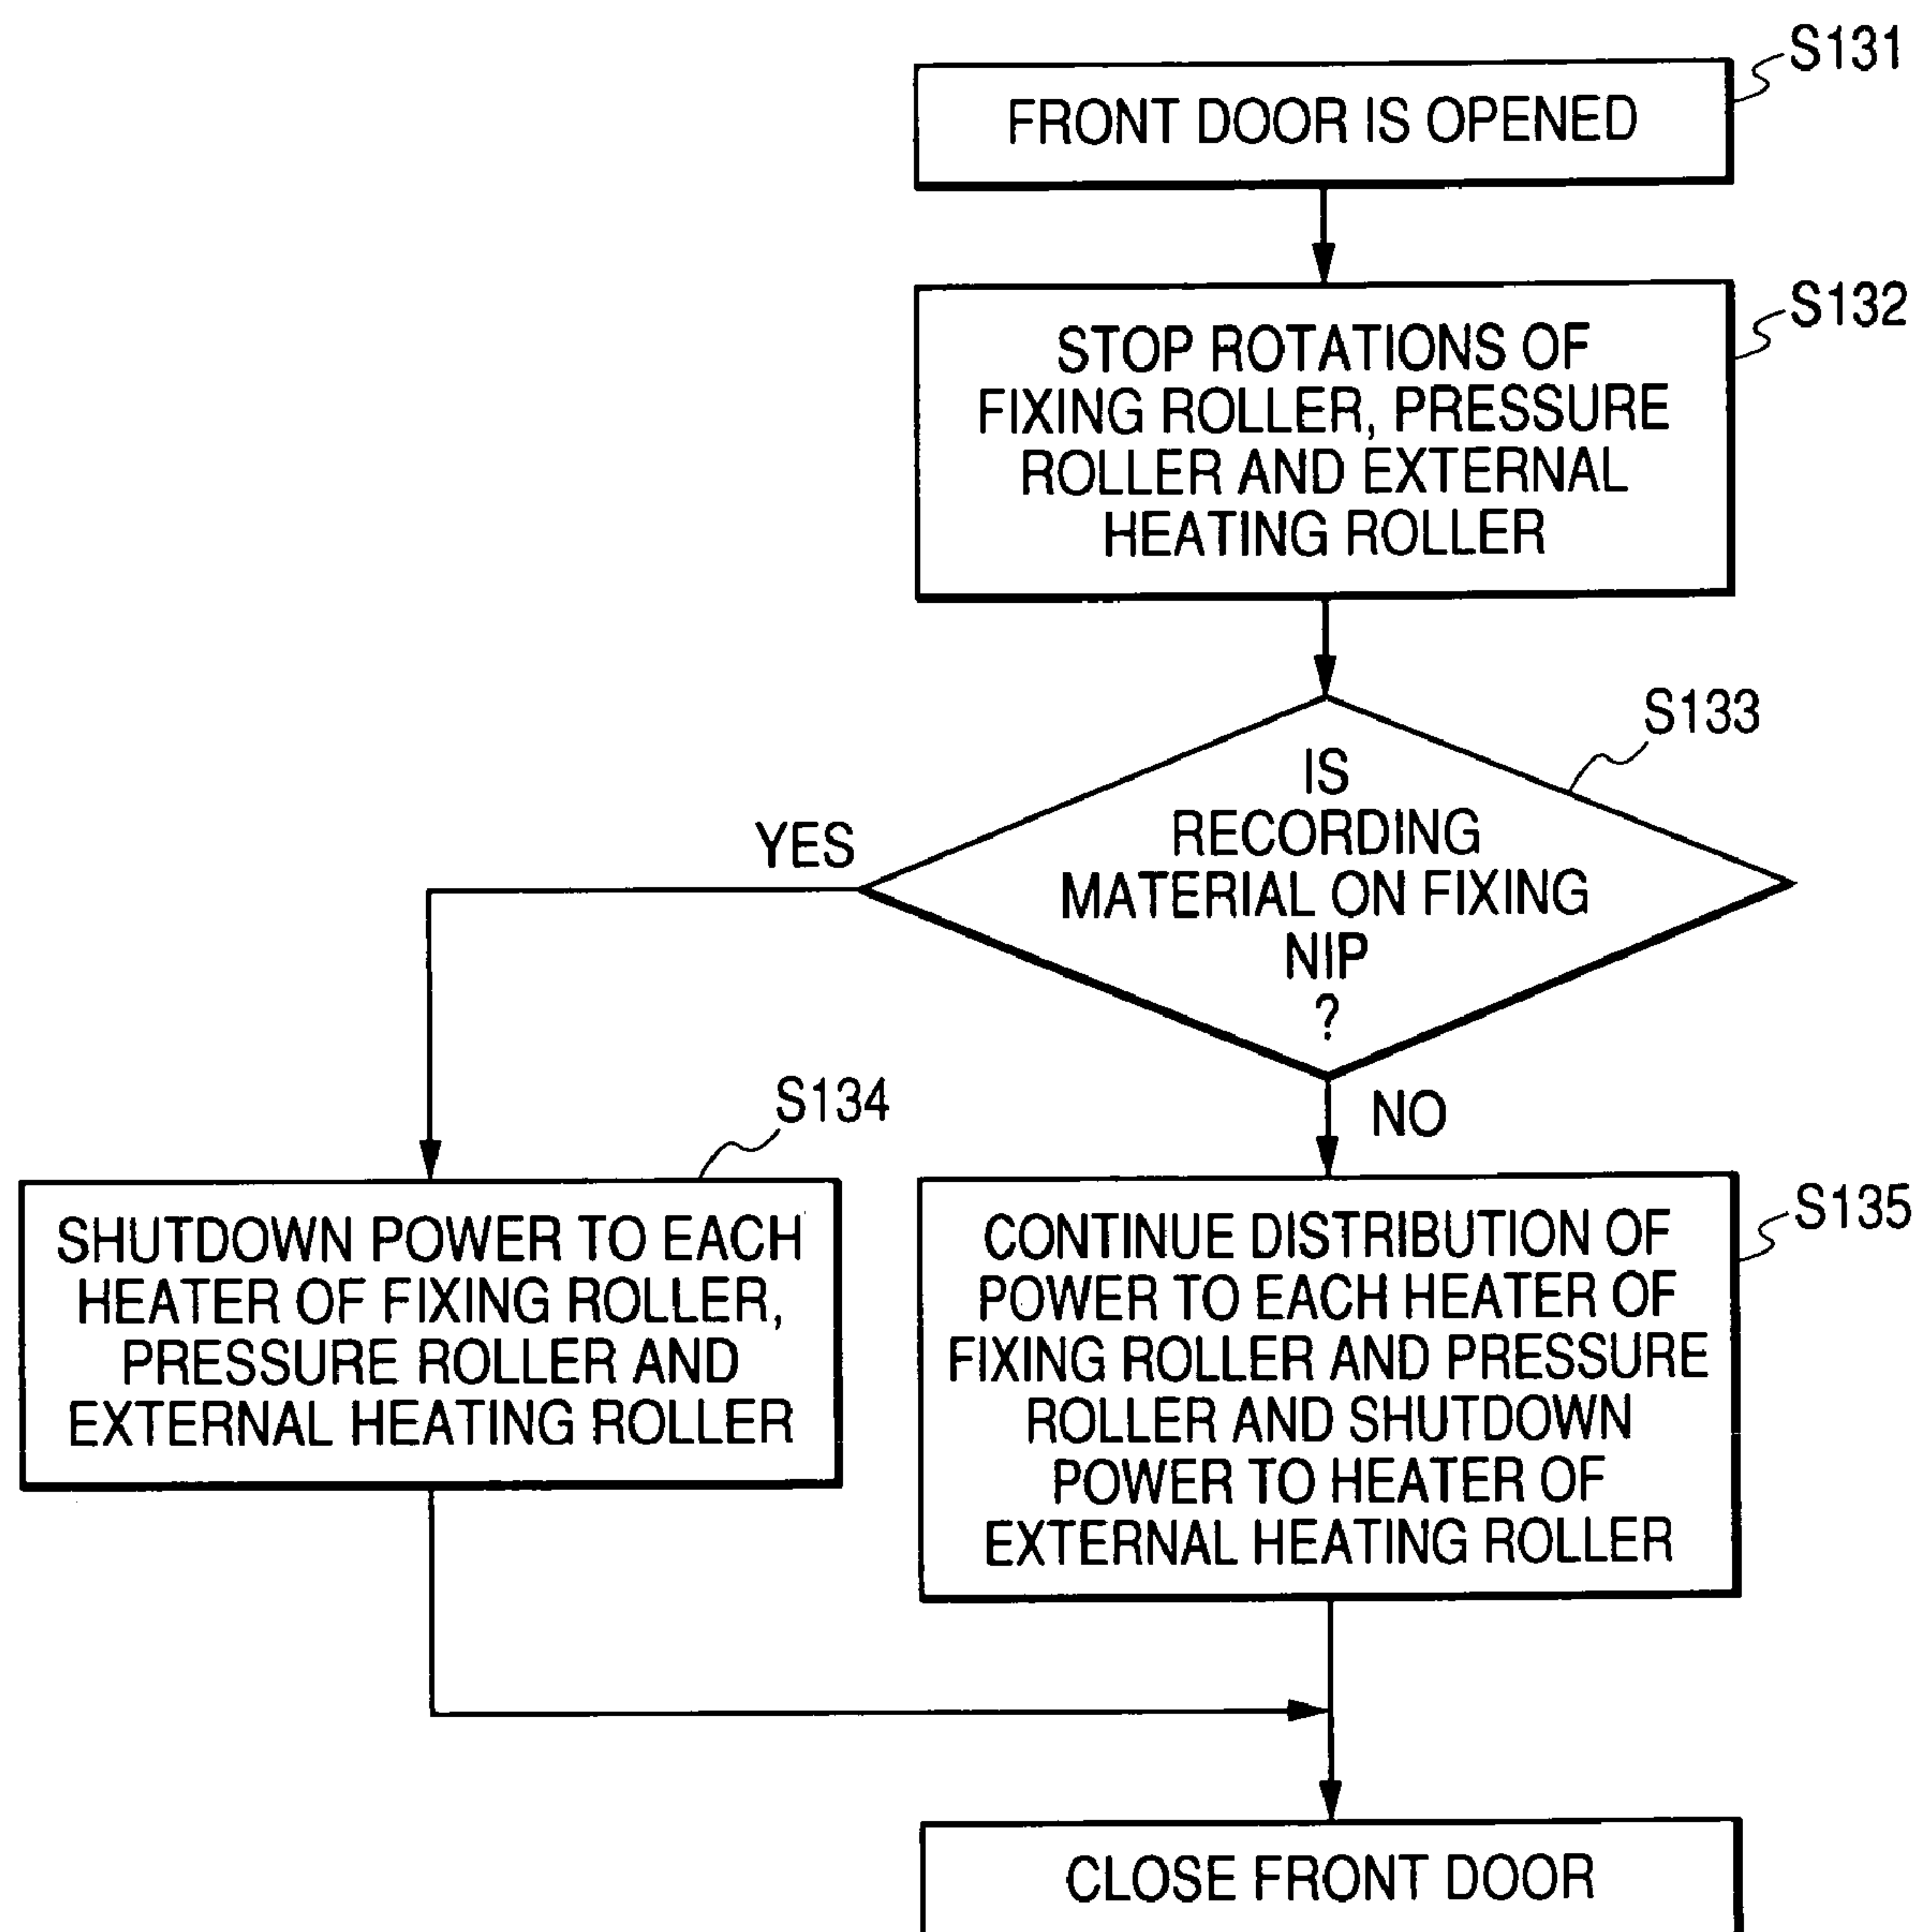 S131
FRONT DOOR IS OPENED
S132
STOP ROTATIONS OF
FIXING ROLLER, PRESSURE
ROLLER AND EXTERNAL
HEATING ROLLER
S133
IS
RECORDING
MATERIAL ON FIXING
NIP
?
YES
NO
S134
SHUTDOWN POWER TO EACH
HEATER OF FIXING ROLLER,
PRESSURE ROLLER AND
EXTERNAL HEATING ROLLER
S135
CONTINUE DISTRIBUTION OF
POWER TO EACH HEATER OF
FIXING ROLLER AND PRESSURE
ROLLER AND SHUTDOWN
POWER TO HEATER OF
EXTERNAL HEATING ROLLER
CLOSE FRONT DOOR